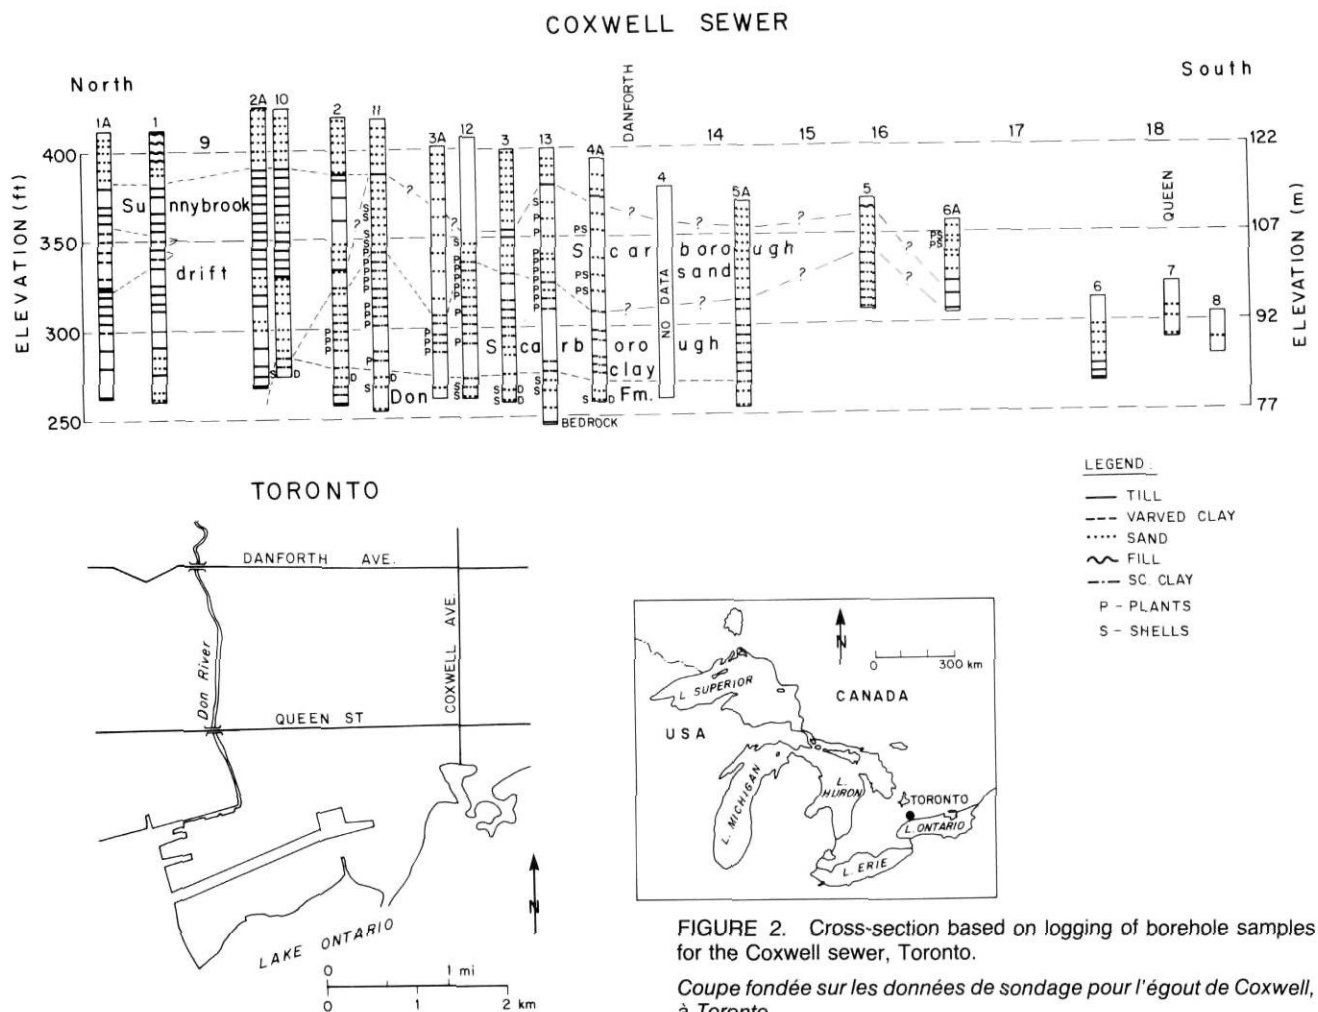 COXWELL SEWER
North
South
DANFORTH
1A 1 9 2A 10 2 11 3A 12 3 13 4A 14 15 16 17 18
4 5A 5 6A 6 7 8
QUEEN
ELEVATION (ft)
400
350
300
250
122
107
92
77
ELEVATION (m)
Sunnybrook
drift
Scarborough
sand
Scarborough
clay
Don Fm.
NO DATA
BEDROCK
? ? ? ? ? ? ? ? ? ? ? ?
P S PS D
TORONTO
DANFORTH AVE.
COXWELL AVE.
Don River
QUEEN ST
LAKE ONTARIO
N
0 1 mi
0 2 km
LEGEND:
TILL
VARVED CLAY
SAND
FILL
SC. CLAY
P - PLANTS
S - SHELLS
N
0 300 km
L. SUPERIOR
CANADA
USA
L. MICHIGAN
L. HURON
TORONTO
L. ONTARIO
L. ERIE
FIGURE 2. Cross-section based on logging of borehole samples
for the Coxwell sewer, Toronto.
Coupe fondée sur les données de sondage pour l'égout de Coxwell,
à Toronto